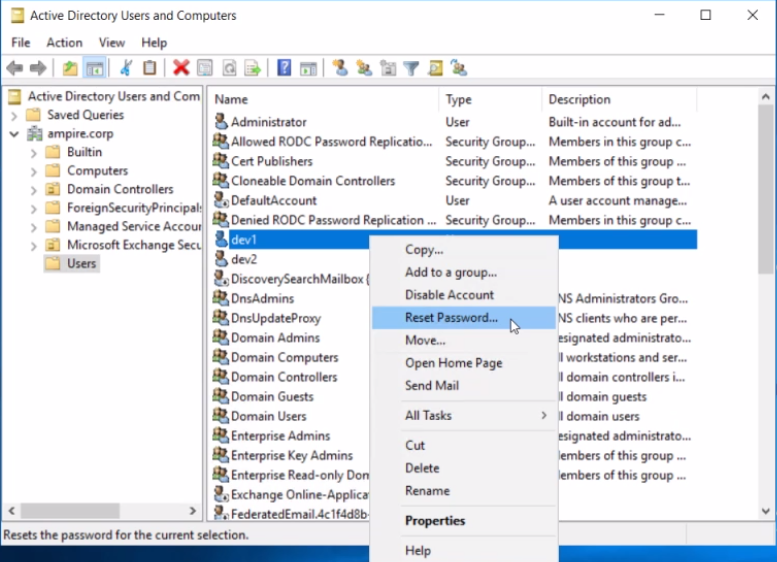 Active Directory Users and Computers
File Action View Help
Active Directory Users and Com
Saved Queries
ampire.corp
Builtin
Computers
Domain Controllers
ForeignSecurityPrincipals
Managed Service Accour
Microsoft Exchange Secu
Users
Name Type Description
Administrator User Built-in account for ad...
Allowed RODC Password Replicatio... Security Group... Members in this group c...
Cert Publishers Security Group... Members of this group ...
Cloneable Domain Controllers Security Group... Members of this group t...
DefaultAccount User A user account manage...
Denied RODC Password Replication ... Security Group... Members in this group c...
dev1
dev2
DiscoverySearchMailbox {
DnsAdmins NS Administrators Gro...
DnsUpdateProxy NS clients who are per...
Domain Admins esignated administrato...
Domain Computers ll workstations and ser...
Domain Controllers ll domain controllers i...
Domain Guests ll domain guests
Domain Users ll domain users
Enterprise Admins esignated administrato...
Enterprise Key Admins embers of this group ...
Enterprise Read-only Dom embers of this group ...
Exchange Online-Applica
FederatedEmail.4c1f4d8b-
Copy...
Add to a group...
Disable Account
Reset Password...
Move...
Open Home Page
Send Mail
All Tasks
Cut
Delete
Rename
Properties
Help
Resets the password for the current selection.